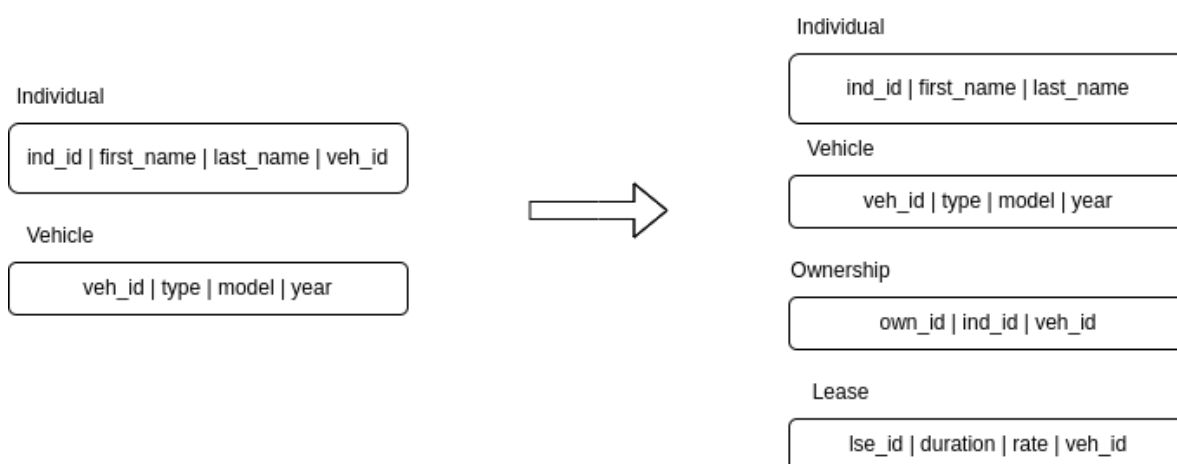 Individual
ind_id | first_name | last_name | veh_id
Vehicle
veh_id | type | model | year
Individual
ind_id | first_name | last_name
Vehicle
veh_id | type | model | year
Ownership
own_id | ind_id | veh_id
Lease
lse_id | duration | rate | veh_id